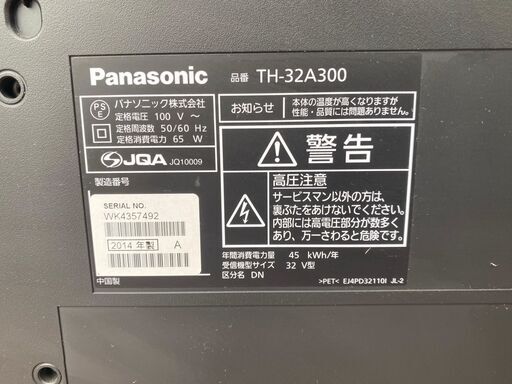 Panasonic 品番 TH-32A300
PSE パナソニック株式会社
定格電圧 100 V ~
定格周波数 50/60 Hz
定格消費電力 65 W
JQA JQ10009
製造番号
SERIAL NO.
WK4357492
2014 年製 A
中国製
お知らせ
本体の温度が高くなりますが
性能・品質には問題ありません。
警告
高圧注意
サービスマン以外の方は、
裏ぶたをあけないでください。
内部には高電圧部分が数多く
あり、万一さわると危険です。
年間消費電力量 45 kWh/年
受信機型サイズ 32 V型
区分名 DN
>PET< EJ4PD32110I JL-2